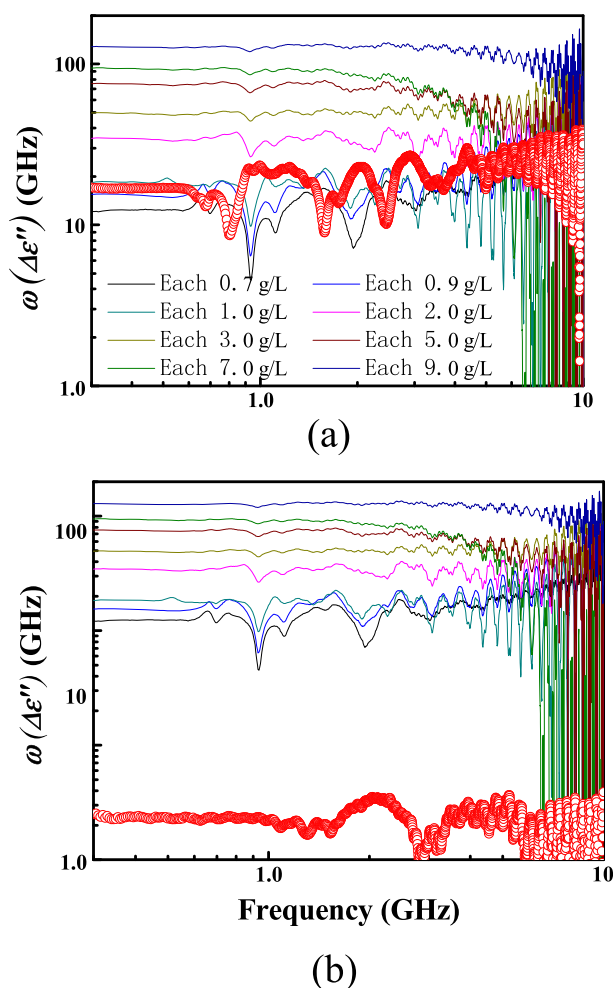 ω(Δε″) (GHz)
100
10
1.0
Each 0.7 g/L
Each 0.9 g/L
Each 1.0 g/L
Each 2.0 g/L
Each 3.0 g/L
Each 5.0 g/L
Each 7.0 g/L
Each 9.0 g/L
1.0
10
(a)
ω(Δε″) (GHz)
100
10
1.0
1.0
10
Frequency (GHz)
(b)